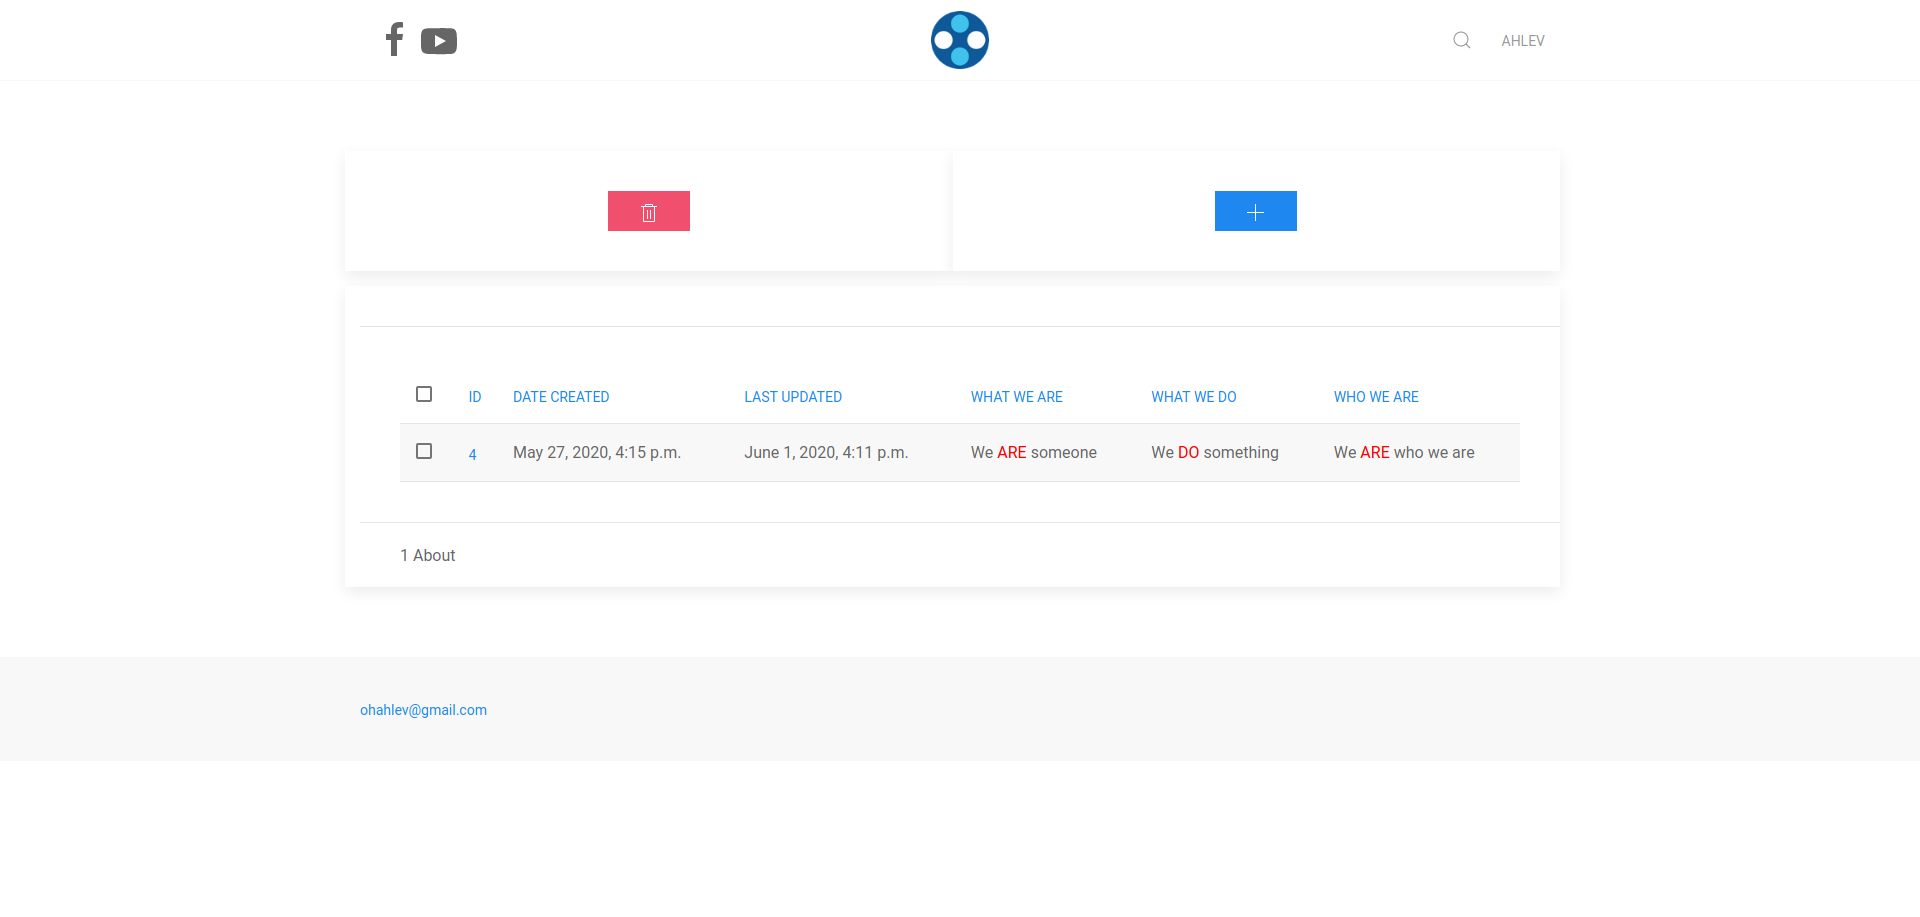 AHLEV
ID DATE CREATED LAST UPDATED WHAT WE ARE WHAT WE DO WHO WE ARE
4 May 27, 2020, 4:15 p.m. June 1, 2020, 4:11 p.m. We ARE someone We DO something We ARE who we are
1 About
ohahlev@gmail.com